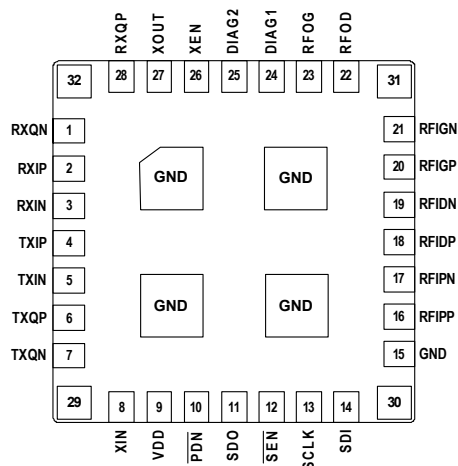 RXQP XOUT XEN DIAG2 DIAG1 RFOG RFOD
32 28 27 26 25 24 23 22 31
RXQN 1 21 RFIGN
RXIP 2 20 RFIGP
GND GND
RXIN 3 19 RFIDN
TXIP 4 18 RFIDP
TXIN 5 17 RFIPN
GND GND
TXQP 6 16 RFIPP
TXQN 7 15 GND
29 8 9 10 11 12 13 14 30
XIN VDD PDN SDO SEN SCLK SDI